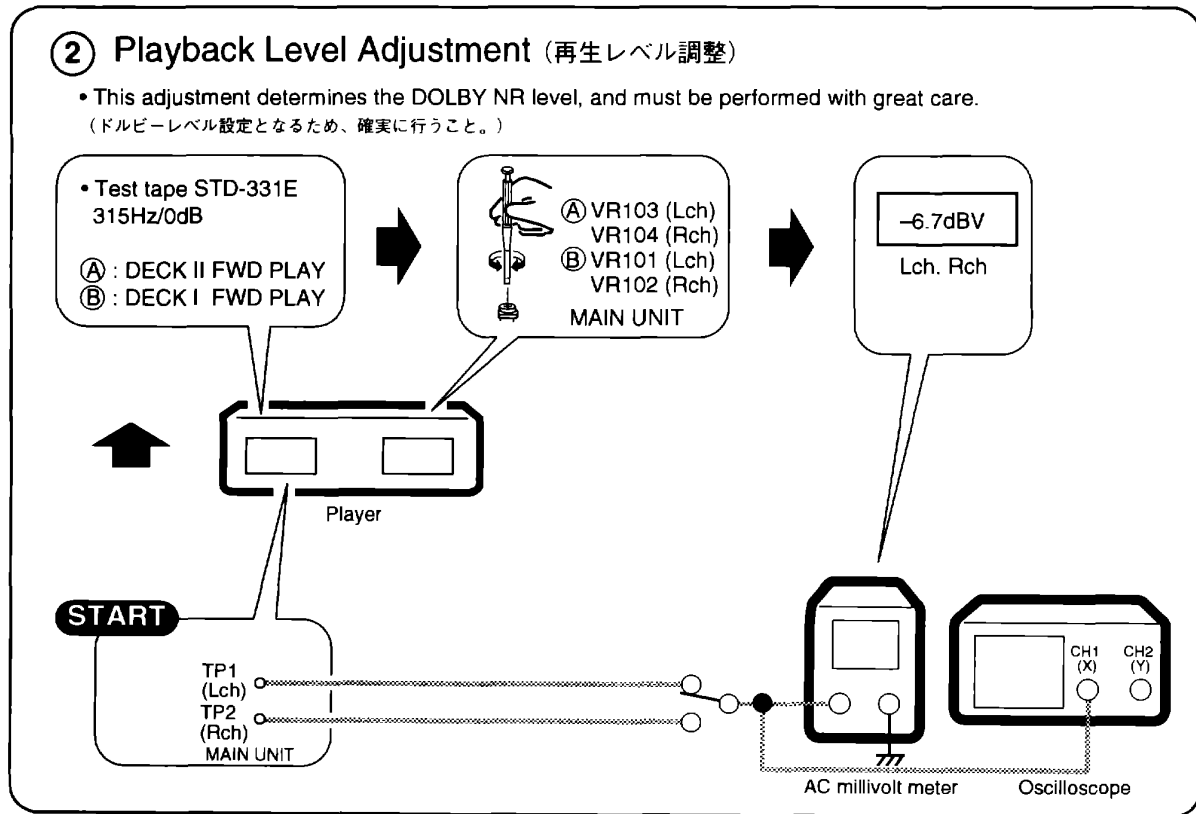 ② Playback Level Adjustment (再生レベル調整)
• This adjustment determines the DOLBY NR level, and must be performed with great care.
(ドルビーレベル設定となるため、確実に行うこと。)
• Test tape STD-331E
315Hz/0dB
Ⓐ : DECK II FWD PLAY
Ⓑ : DECK I FWD PLAY
Ⓐ VR103 (Lch)
VR104 (Rch)
Ⓑ VR101 (Lch)
VR102 (Rch)
MAIN UNIT
–6.7dBV
Lch. Rch
Player
START
TP1
(Lch)
TP2
(Rch)
MAIN UNIT
CH1
(X)
CH2
(Y)
AC millivolt meter
Oscilloscope